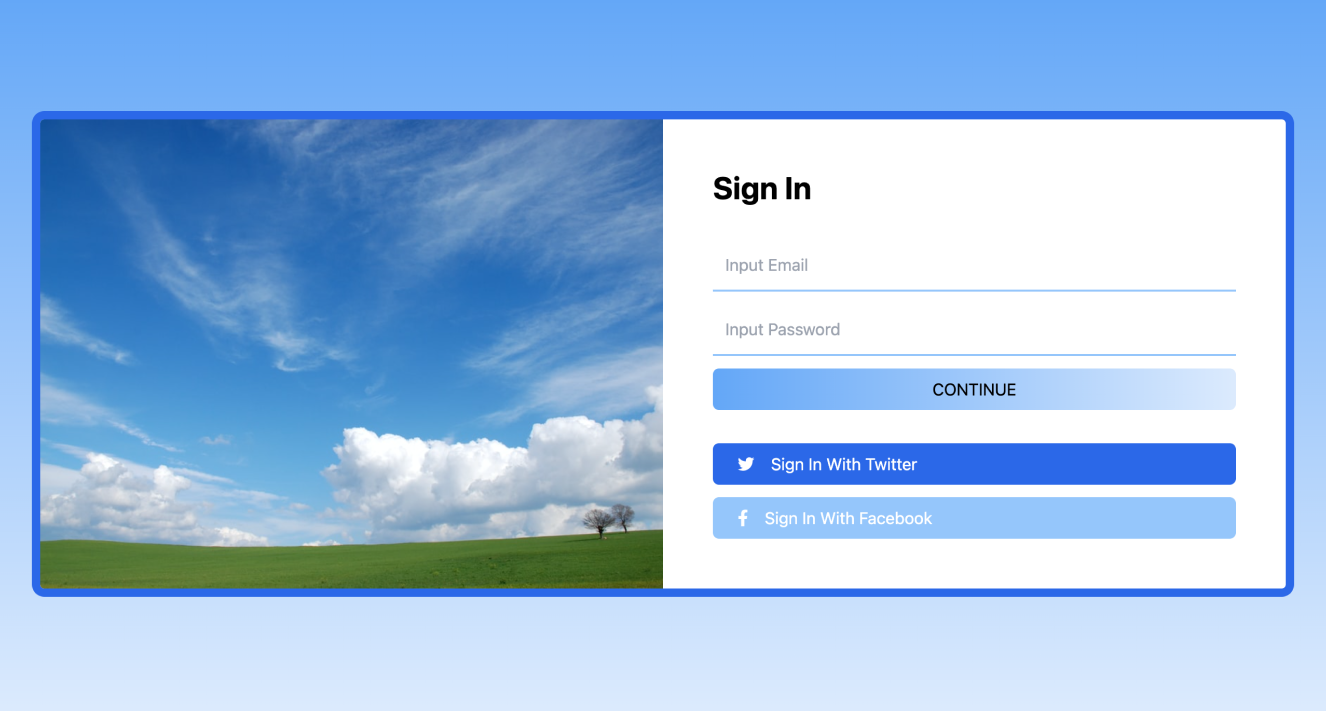 Sign In
Input Email
Input Password
CONTINUE
Sign In With Twitter
Sign In With Facebook